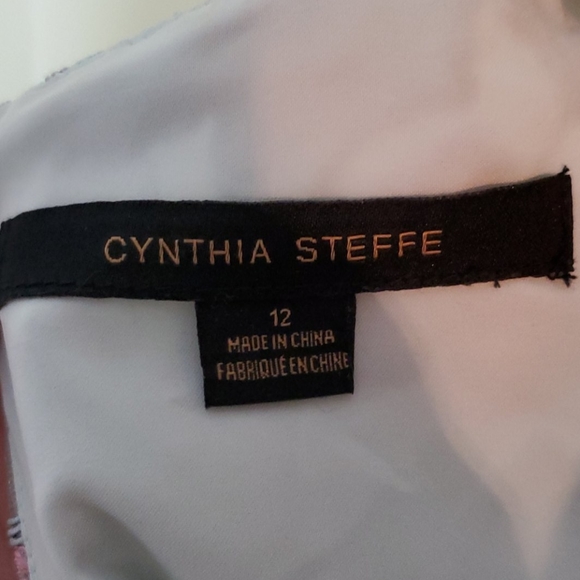 CYNTHIA STEFFE
12
MADE IN CHINA
FABRIQUÉ EN CHINE